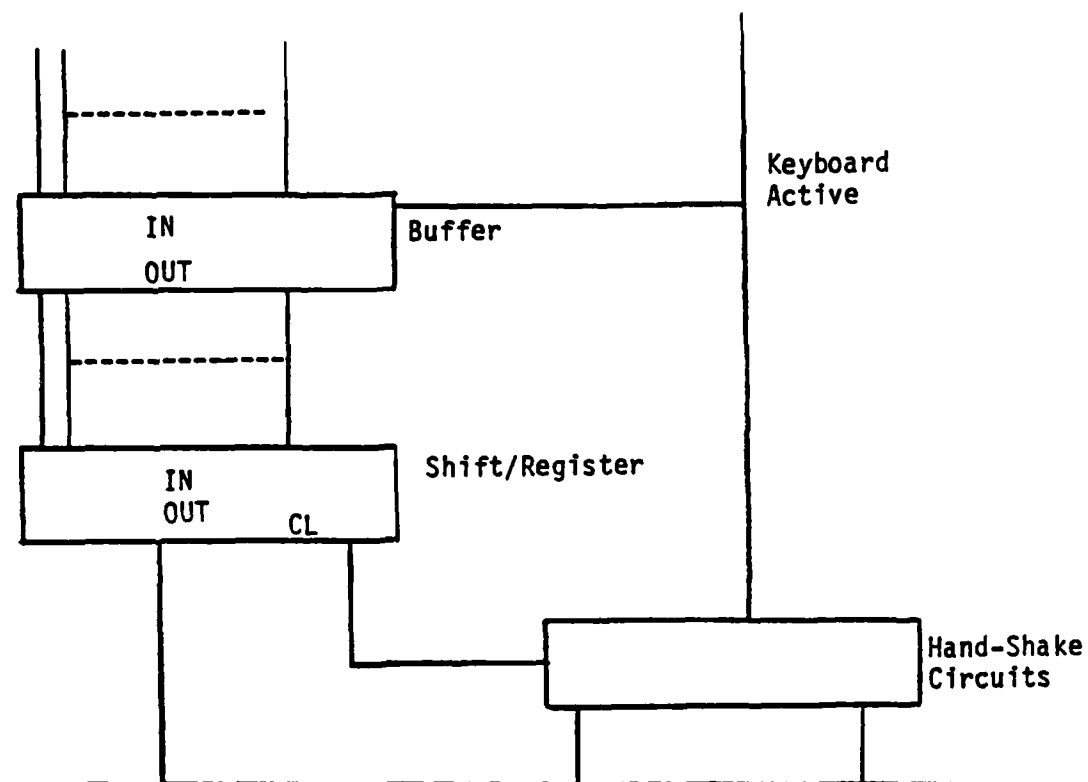 Keyboard
Active
IN
Buffer
OUT
Shift/Register
IN
OUT
CL
Hand-Shake
Circuits